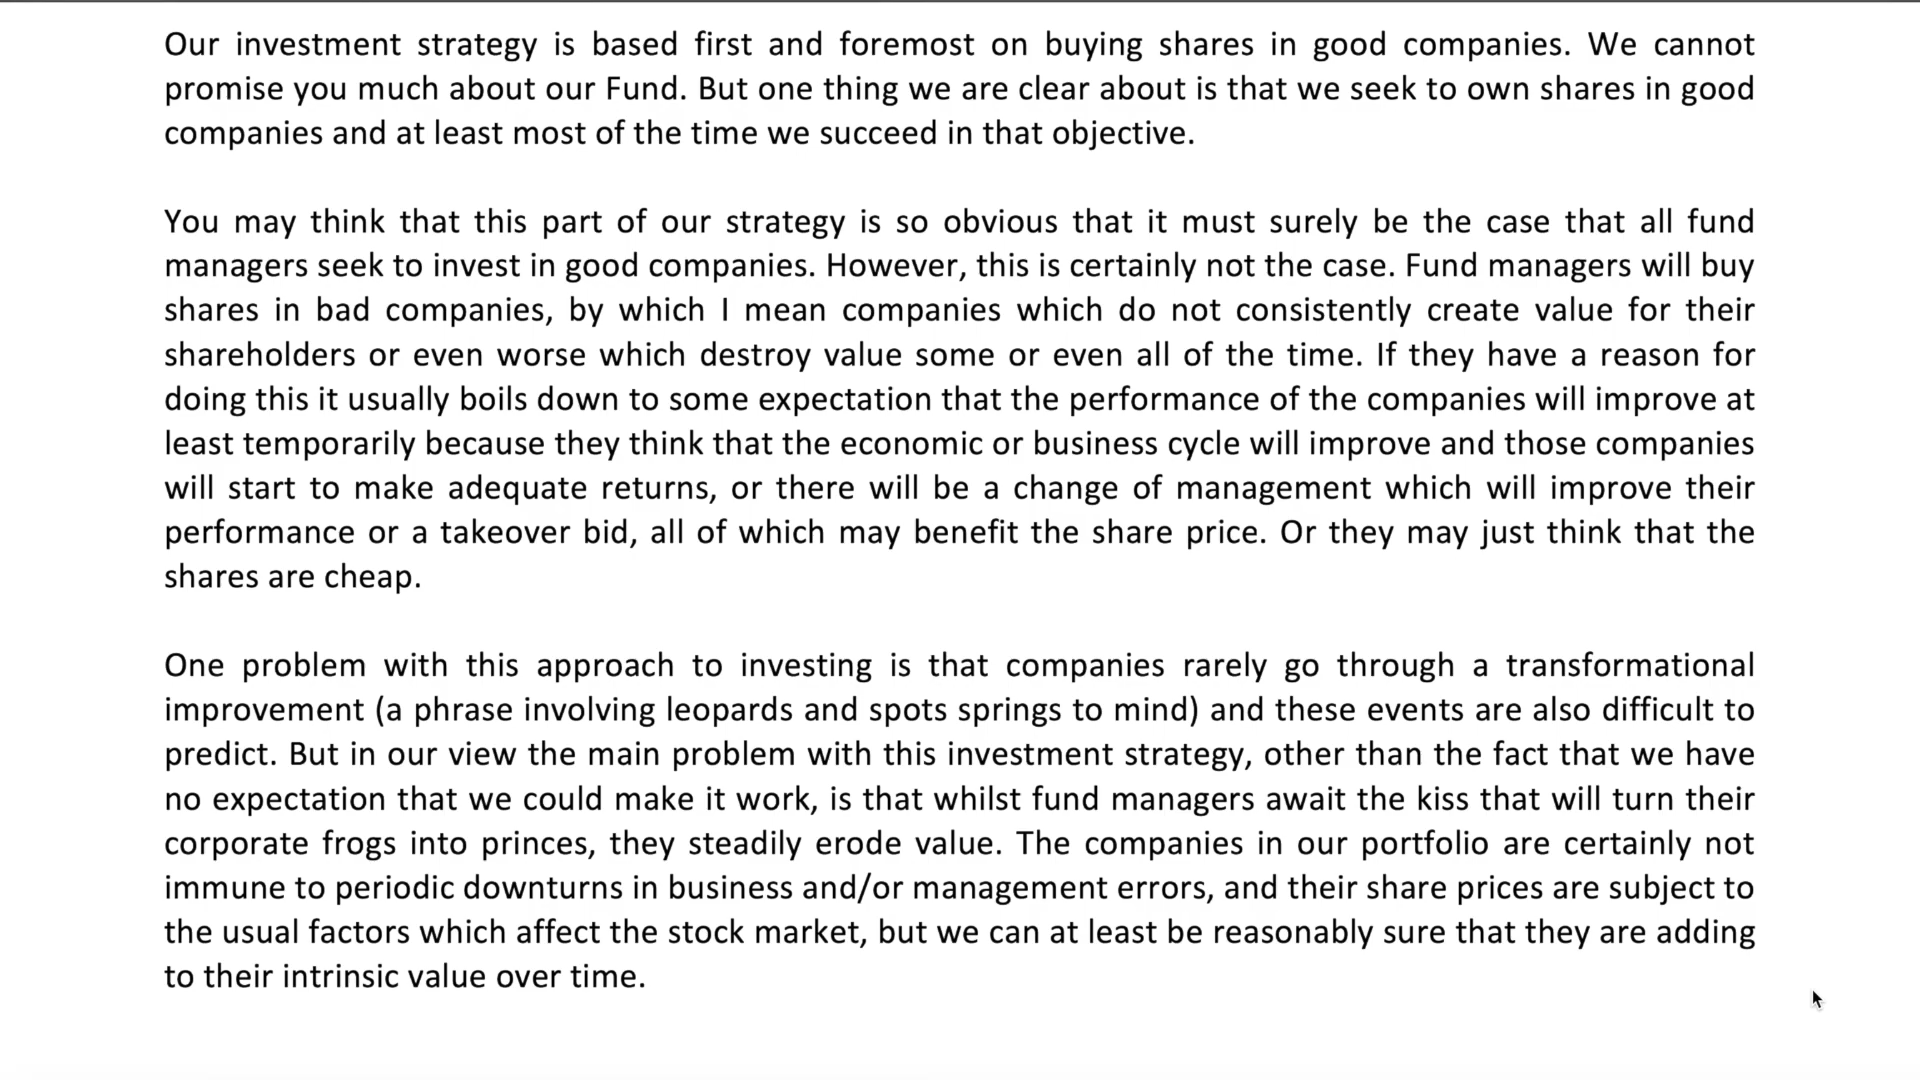 Our investment strategy is based first and foremost on buying shares in good companies. We cannot
promise you much about our Fund. But one thing we are clear about is that we seek to own shares in good
companies and at least most of the time we succeed in that objective.
You may think that this part of our strategy is so obvious that it must surely be the case that all fund
managers seek to invest in good companies. However, this is certainly not the case. Fund managers will buy
shares in bad companies, by which I mean companies which do not consistently create value for their
shareholders or even worse which destroy value some or even all of the time. If they have a reason for
doing this it usually boils down to some expectation that the performance of the companies will improve at
least temporarily because they think that the economic or business cycle will improve and those companies
will start to make adequate returns, or there will be a change of management which will improve their
performance or a takeover bid, all of which may benefit the share price. Or they may just think that the
shares are cheap.
One problem with this approach to investing is that companies rarely go through a transformational
improvement (a phrase involving leopards and spots springs to mind) and these events are also difficult to
predict. But in our view the main problem with this investment strategy, other than the fact that we have
no expectation that we could make it work, is that whilst fund managers await the kiss that will turn their
corporate frogs into princes, they steadily erode value. The companies in our portfolio are certainly not
immune to periodic downturns in business and/or management errors, and their share prices are subject to
the usual factors which affect the stock market, but we can at least be reasonably sure that they are adding
to their intrinsic value over time.